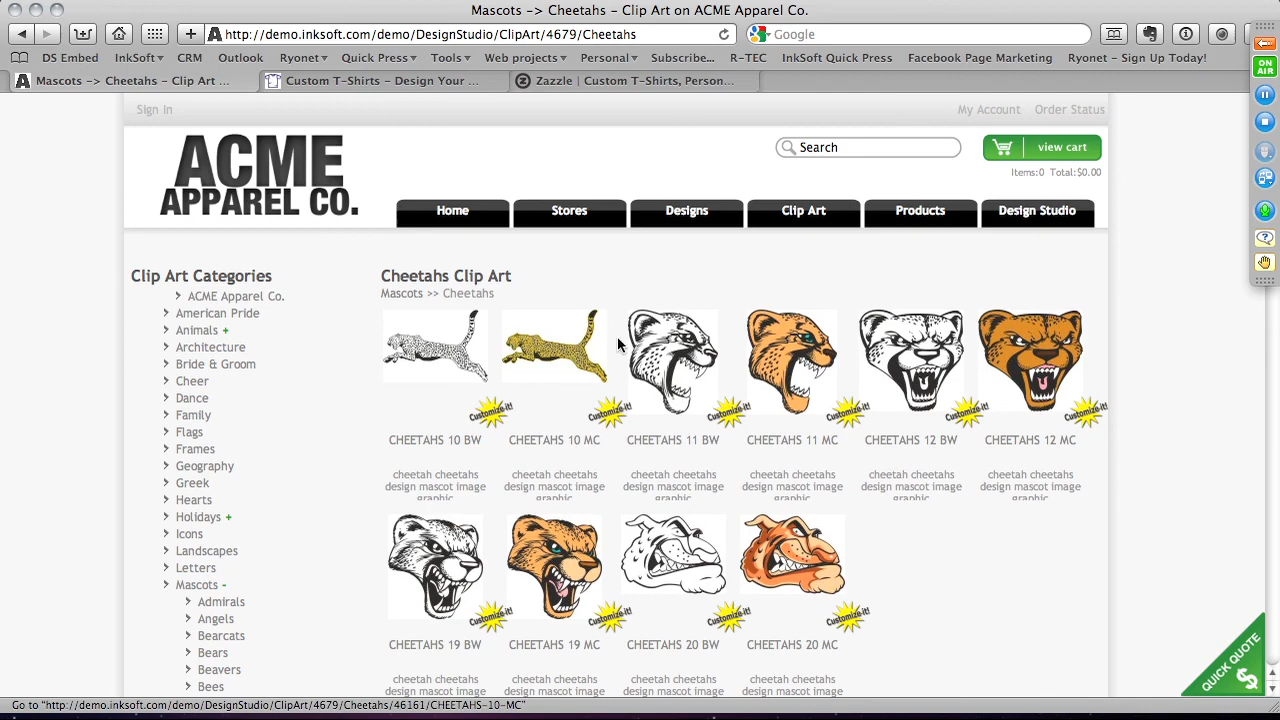 Mascots -> Cheetahs - Clip Art on ACME Apparel Co.
http://demo.inksoft.com/demo/DesignStudio/ClipArt/4679/Cheetahs
Google
DS Embed InkSoft CRM Outlook Ryonet Quick Press Tools Web projects Personal Subscribe... R-TEC InkSoft Quick Press Facebook Page Marketing Ryonet - Sign Up Today!
Mascots -> Cheetahs - Clip Art ... Custom T-Shirts - Design Your ... Zazzle | Custom T-Shirts, Person...
ON AIR
Sign In My Account Order Status
ACME
APPAREL CO.
Search
view cart
Items:0 Total:$0.00
Home Stores Designs Clip Art Products Design Studio
Clip Art Categories
ACME Apparel Co.
American Pride
Animals +
Architecture
Bride & Groom
Cheer
Dance
Family
Flags
Frames
Geography
Greek
Hearts
Holidays +
Icons
Landscapes
Letters
Mascots -
Admirals
Angels
Bearcats
Bears
Beavers
Bees
Cheetahs Clip Art
Mascots >> Cheetahs
Customize it! Customize it! Customize it! Customize it! Customize it! Customize it!
CHEETAHS 10 BW CHEETAHS 10 MC CHEETAHS 11 BW CHEETAHS 11 MC CHEETAHS 12 BW CHEETAHS 12 MC
cheetah cheetahs cheetah cheetahs cheetah cheetahs cheetah cheetahs cheetah cheetahs cheetah cheetahs
design mascot image design mascot image design mascot image design mascot image design mascot image design mascot image
graphic graphic graphic graphic graphic graphic
Customize it! Customize it! Customize it! Customize it!
CHEETAHS 19 BW CHEETAHS 19 MC CHEETAHS 20 BW CHEETAHS 20 MC
cheetah cheetahs cheetah cheetahs cheetah cheetahs cheetah cheetahs
design mascot image design mascot image design mascot image design mascot image
QUICK QUOTE
$
Go to "http://demo.inksoft.com/demo/DesignStudio/ClipArt/4679/Cheetahs/46161/CHEETAHS-10-MC"